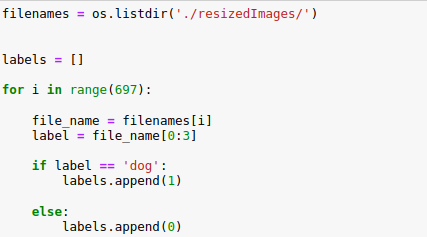 filenames = os.listdir('./resizedImages/')
labels = []
for i in range(697):
    file_name = filenames[i]
    label = file_name[0:3]
    if label == 'dog':
        labels.append(1)
    else:
        labels.append(0)